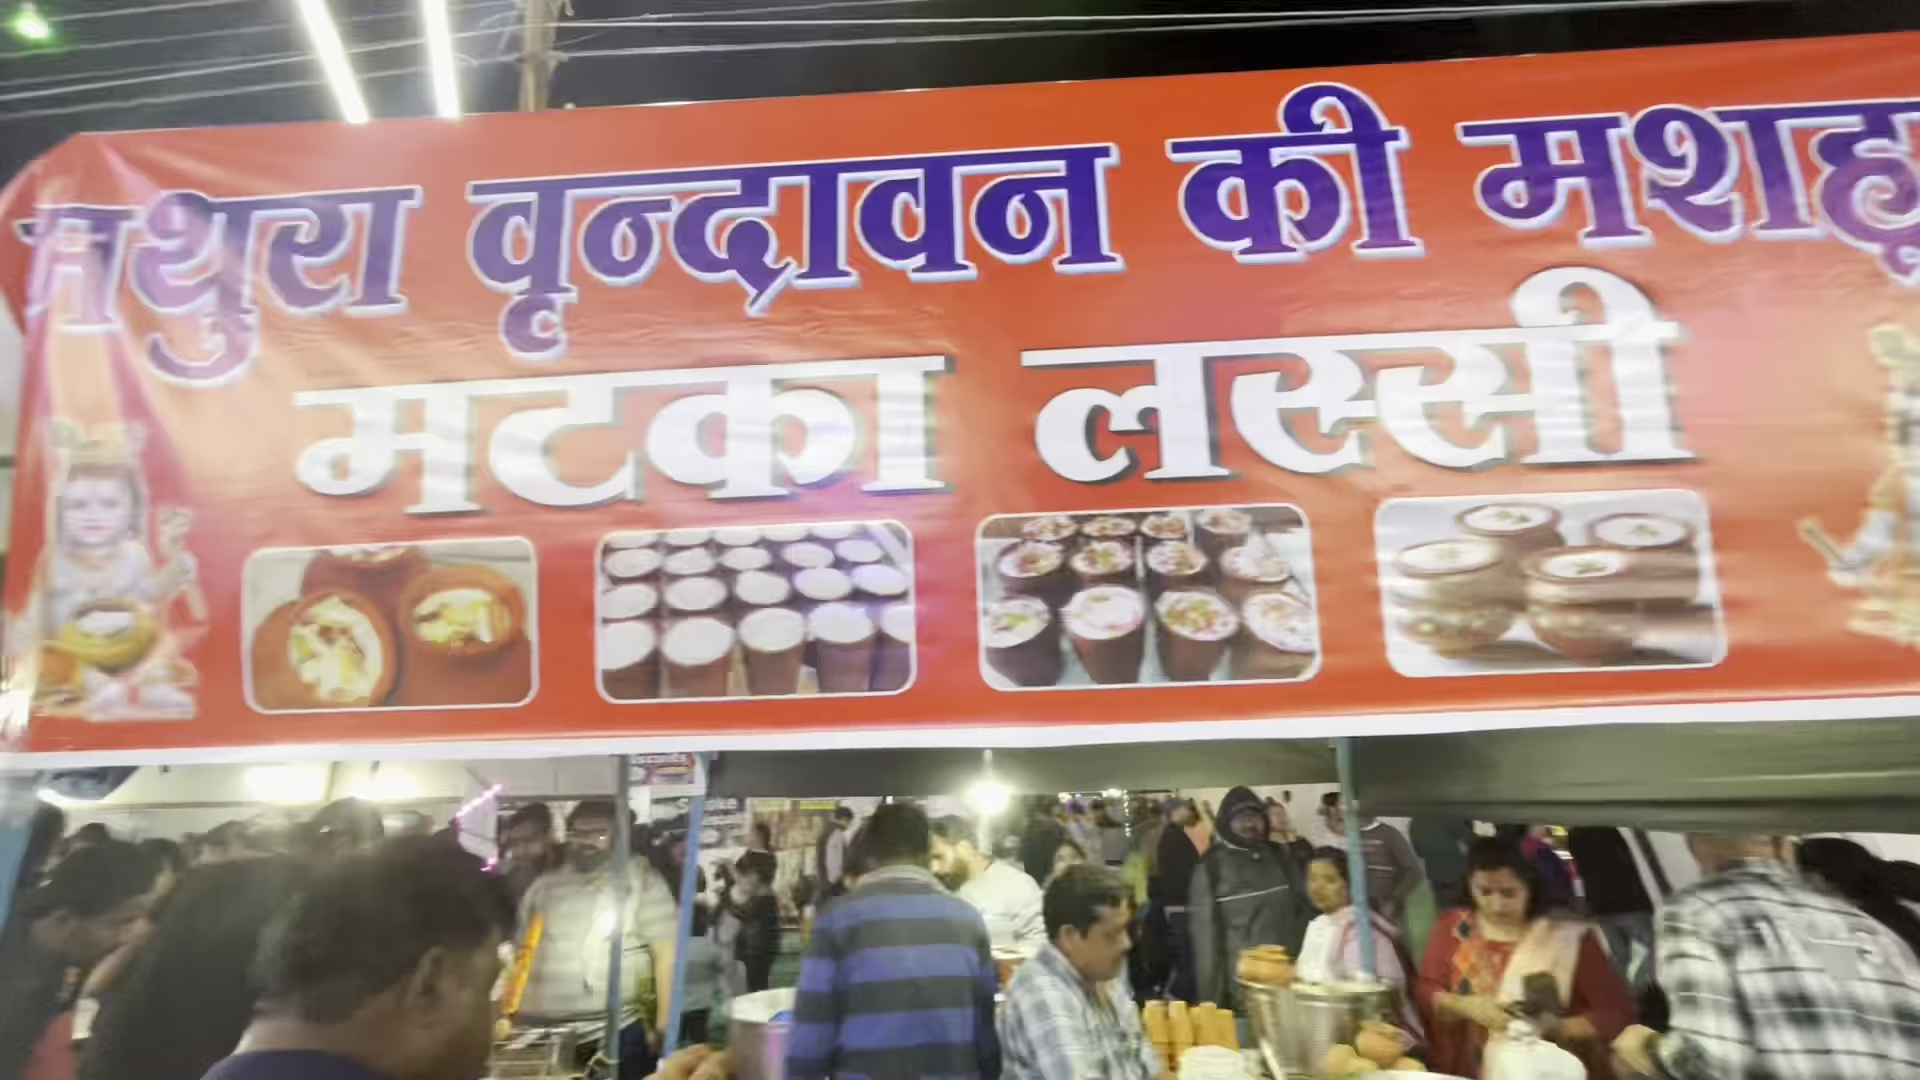 मथुरा वृन्दावन की मशहू
मटका लस्सी